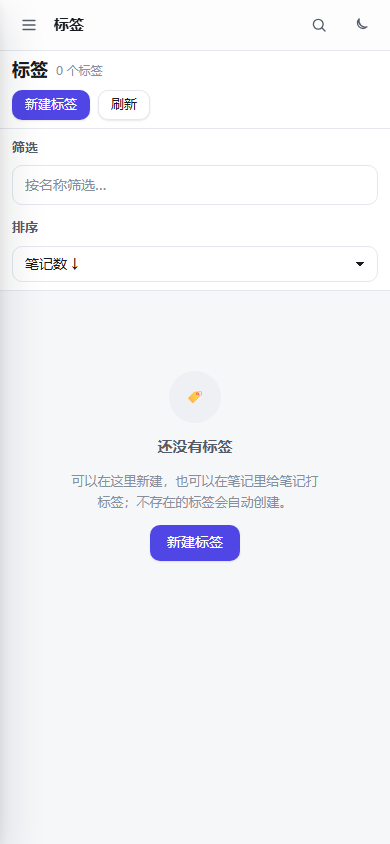 标签
标签 0 个标签
新建标签 刷新
筛选
按名称筛选...
排序
笔记数 ↓
还没有标签
可以在这里新建，也可以在笔记里给笔记打
标签；不存在的标签会自动创建。
新建标签